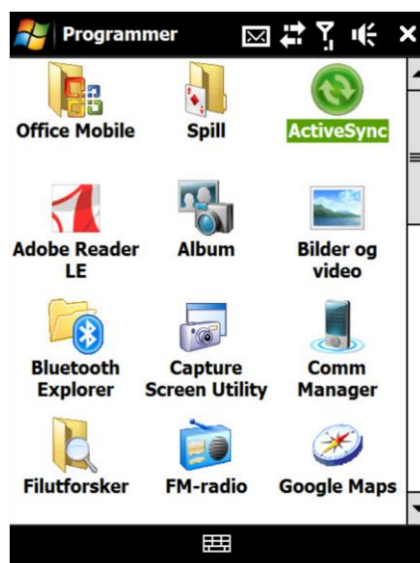 Programmer
Office Mobile
Spill
ActiveSync
Adobe Reader
LE
Album
Bilder og
video
Bluetooth
Explorer
Capture
Screen Utility
Comm
Manager
Filutforsker
FM-radio
Google Maps